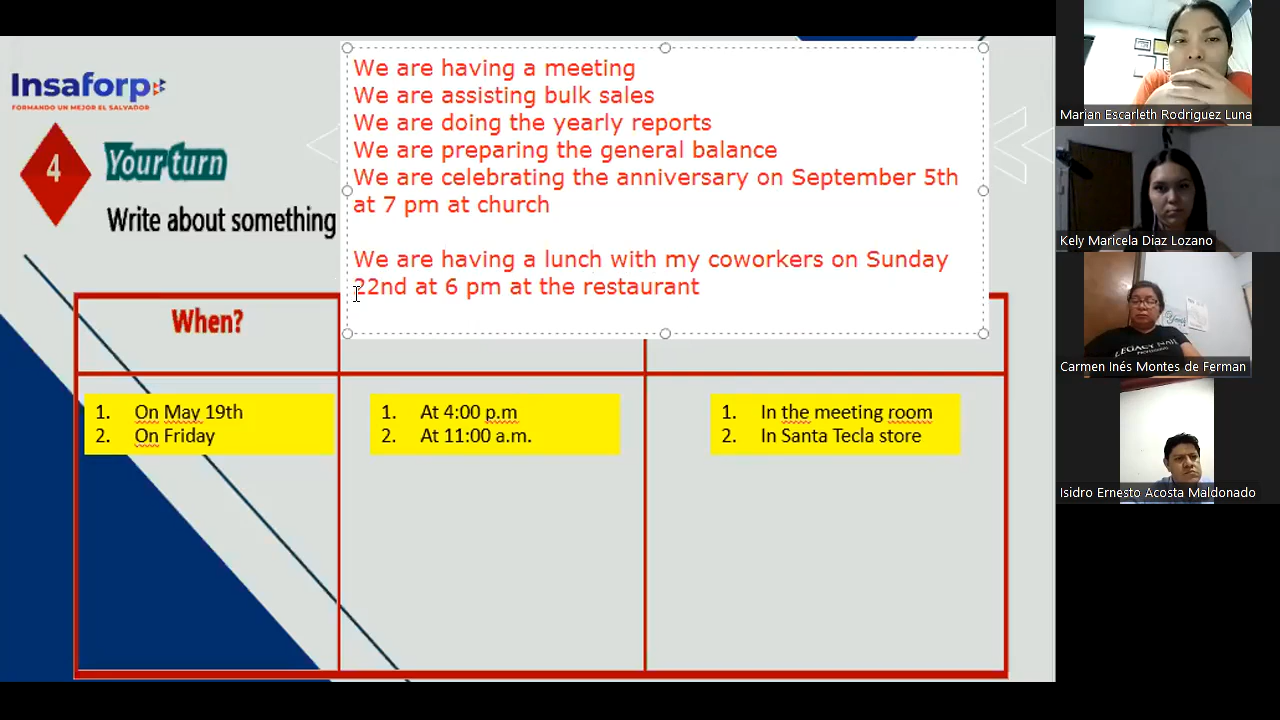 Insaforp
FORMANDO UN MEJOR EL SALVADOR
4
Your turn
Write about something
We are having a meeting
We are assisting bulk sales
We are doing the yearly reports
We are preparing the general balance
We are celebrating the anniversary on September 5th
at 7 pm at church
We are having a lunch with my coworkers on Sunday
22nd at 6 pm at the restaurant
When?
1. On May 19th
2. On Friday
1. At 4:00 p.m
2. At 11:00 a.m.
1. In the meeting room
2. In Santa Tecla store
Marian Escarleth Rodriguez Luna
Kely Maricela Diaz Lozano
LEGACY NAIL
Carmen Inés Montes de Ferman
Isidro Ernesto Acosta Maldonado